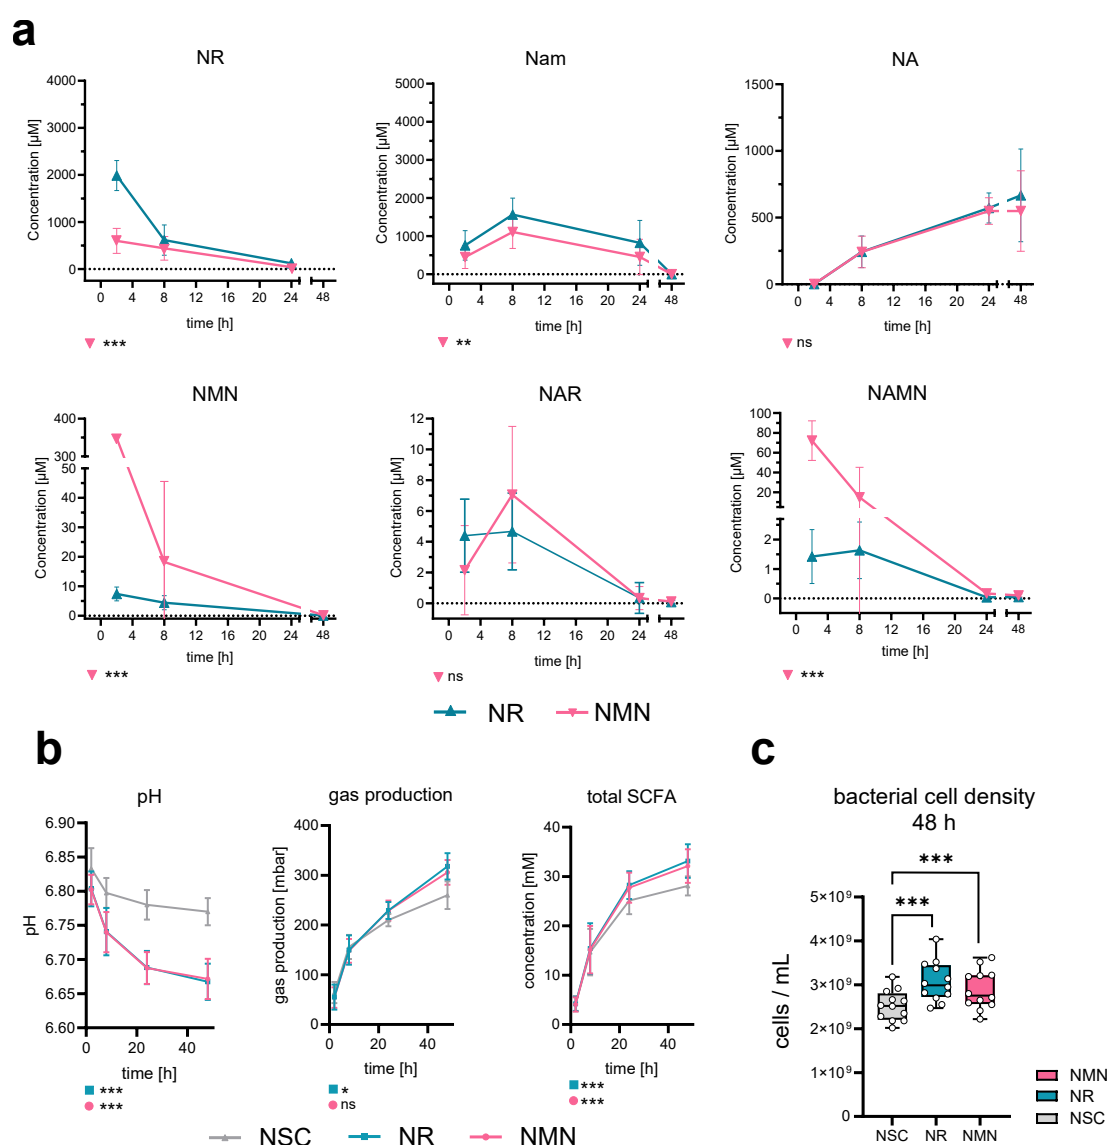 a
NR
Concentration [µM]
4000
3000
2000
1000
0
0 4 8 12 16 20 24 48
time [h]
***
Nam
Concentration [µM]
5000
4000
3000
2000
1000
0
0 4 8 12 16 20 24 48
time [h]
**
NA
Concentration [µM]
1500
1000
500
0
0 4 8 12 16 20 24 48
time [h]
ns
NMN
Concentration [µM]
400
300
50
40
30
20
10
0
0 4 8 12 16 20 24 48
time [h]
***
NAR
Concentration [µM]
12
10
8
6
4
2
0
0 4 8 12 16 20 24 48
time [h]
ns
NAMN
Concentration [µM]
100
80
60
40
20
2
1
0
0 4 8 12 16 20 24 48
time [h]
***
NR NMN
b
pH
pH
6.90
6.85
6.80
6.75
6.70
6.65
6.60
0 20 40
time [h]
***
***
gas production
gas production [mbar]
400
300
200
100
0
0 20 40
time [h]
*
ns
total SCFA
concentration [mM]
40
30
20
10
0
0 20 40
time [h]
***
***
NSC NR NMN
c
bacterial cell density
48 h
***
***
cells / mL
5×10⁹
4×10⁹
3×10⁹
2×10⁹
1×10⁹
0
NSC NR NMN
NMN
NR
NSC